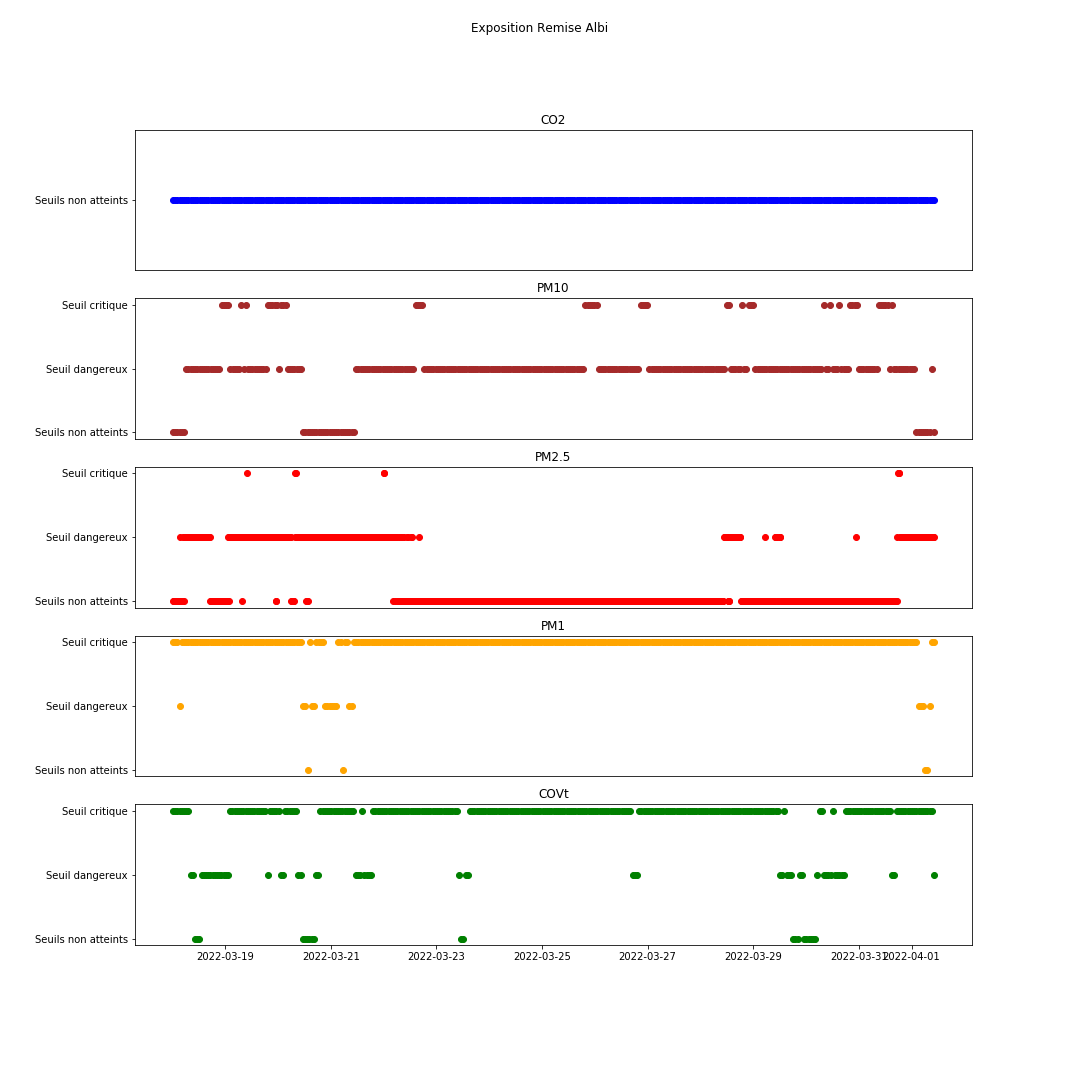 Exposition Remise Albi
CO2
Seuils non atteints
PM10
Seuil critique
Seuil dangereux
Seuils non atteints
PM2.5
Seuil critique
Seuil dangereux
Seuils non atteints
PM1
Seuil critique
Seuil dangereux
Seuils non atteints
COVt
Seuil critique
Seuil dangereux
Seuils non atteints
2022-03-19 2022-03-21 2022-03-23 2022-03-25 2022-03-27 2022-03-29 2022-03-31 2022-04-01